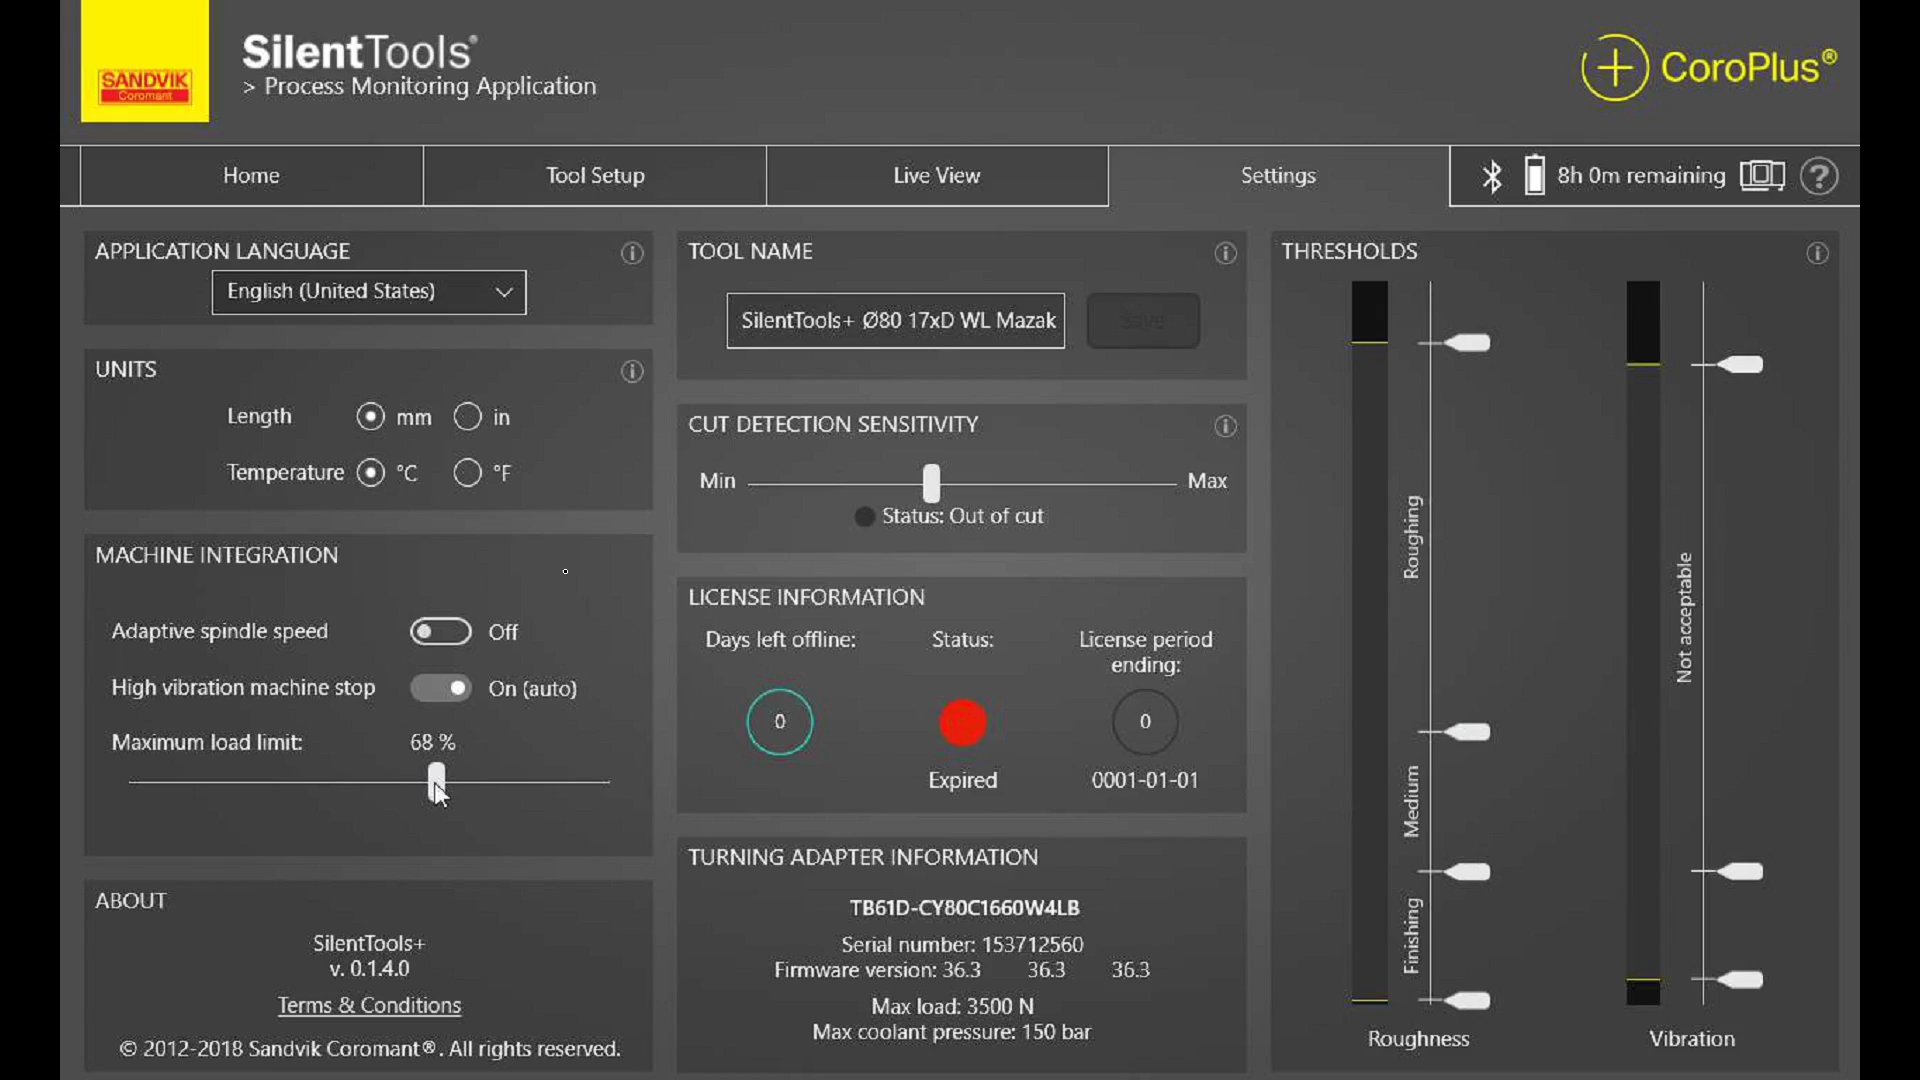 SANDVIK
Coromant
SilentTools®
> Process Monitoring Application
CoroPlus®
Home
Tool Setup
Live View
Settings
8h 0m remaining
?
APPLICATION LANGUAGE
English (United States)
UNITS
Length mm in
Temperature °C °F
MACHINE INTEGRATION
Adaptive spindle speed Off
High vibration machine stop On (auto)
Maximum load limit: 68 %
ABOUT
SilentTools+
v. 0.1.4.0
Terms & Conditions
© 2012-2018 Sandvik Coromant®. All rights reserved.
TOOL NAME
SilentTools+ Ø80 17xD WL Mazak
Save
CUT DETECTION SENSITIVITY
Min Max
Status: Out of cut
LICENSE INFORMATION
Days left offline:
0
Status:
Expired
License period
ending:
0
0001-01-01
TURNING ADAPTER INFORMATION
TB61D-CY80C1660W4LB
Serial number: 153712560
Firmware version: 36.3 36.3 36.3
Max load: 3500 N
Max coolant pressure: 150 bar
THRESHOLDS
Roughing
Medium
Finishing
Roughness
Not acceptable
Vibration